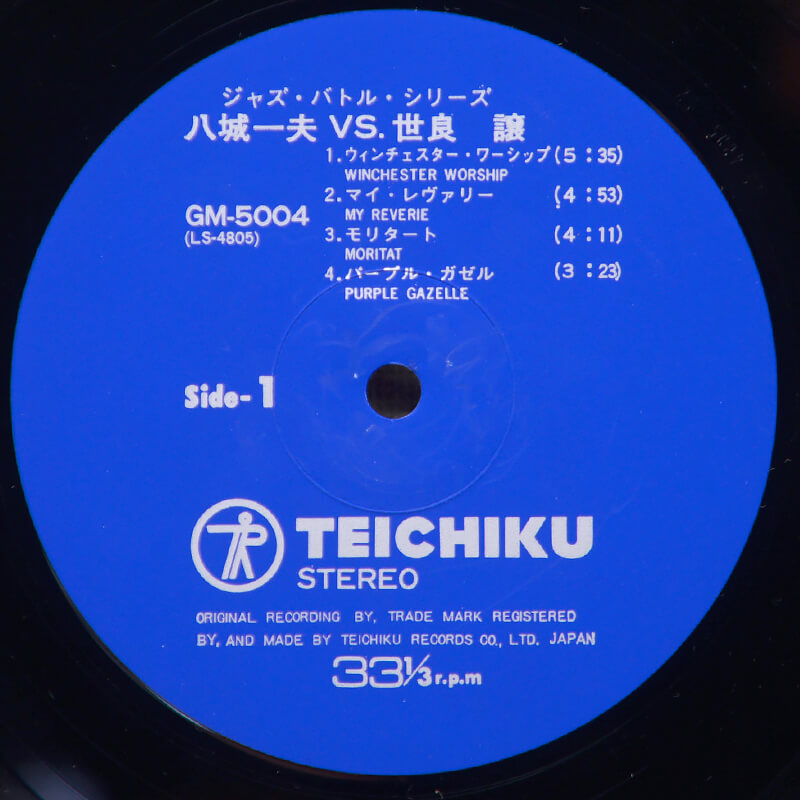 ジャズ・バトル・シリーズ
八城一夫 VS. 世良 譲
1. ウィンチェスター・ワーシップ (5:35)
WINCHESTER WORSHIP
2. マイ・レヴァリー (4:53)
MY REVERIE
GM-5004
(LS-4805)
3. モリタート (4:11)
MORITAT
4. パープル・ガゼル (3:23)
PURPLE GAZELLE
Side-1
TEICHIKU
STEREO
ORIGINAL RECORDING BY, TRADE MARK REGISTERED
BY, AND MADE BY TEICHIKU RECORDS CO., LTD. JAPAN
33 1/3 r.p.m